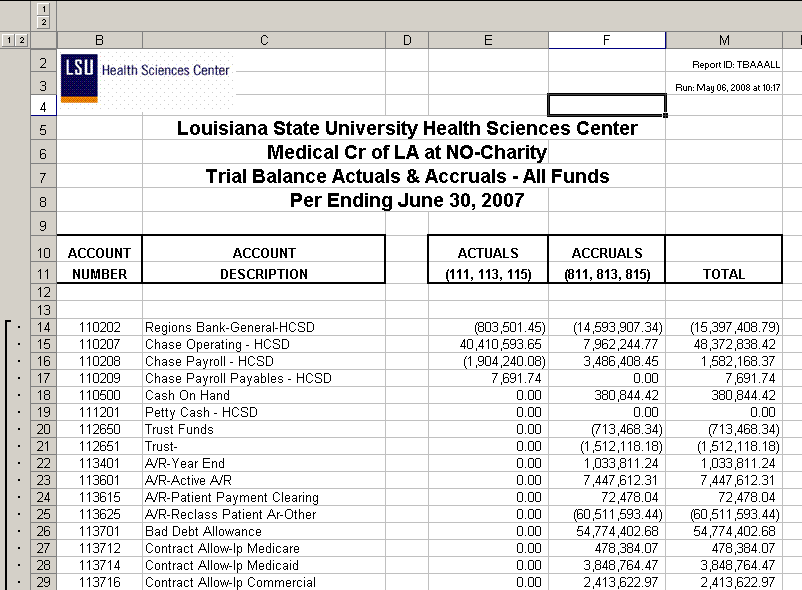 1
2
1 2 B C D E F M
2 LSU Health Sciences Center Report ID: TBAAALL
3 Run: May 06, 2008 at 10:17
4
5 Louisiana State University Health Sciences Center
6 Medical Cr of LA at NO-Charity
7 Trial Balance Actuals & Accruals - All Funds
8 Per Ending June 30, 2007
9
10 ACCOUNT ACCOUNT ACTUALS ACCRUALS
11 NUMBER DESCRIPTION (111, 113, 115) (811, 813, 815) TOTAL
12
13
14 110202 Regions Bank-General-HCSD (803,501.45) (14,593,907.34) (15,397,408.79)
15 110207 Chase Operating - HCSD 40,410,593.65 7,962,244.77 48,372,838.42
16 110208 Chase Payroll - HCSD (1,904,240.08) 3,486,408.45 1,582,168.37
17 110209 Chase Payroll Payables - HCSD 7,691.74 0.00 7,691.74
18 110500 Cash On Hand 0.00 380,844.42 380,844.42
19 111201 Petty Cash - HCSD 0.00 0.00 0.00
20 112650 Trust Funds 0.00 (713,468.34) (713,468.34)
21 112651 Trust- 0.00 (1,512,118.18) (1,512,118.18)
22 113401 A/R-Year End 0.00 1,033,811.24 1,033,811.24
23 113601 A/R-Active A/R 0.00 7,447,612.31 7,447,612.31
24 113615 A/R-Patient Payment Clearing 0.00 72,478.04 72,478.04
25 113625 A/R-Reclass Patient Ar-Other 0.00 (60,511,593.44) (60,511,593.44)
26 113701 Bad Debt Allowance 0.00 54,774,402.68 54,774,402.68
27 113712 Contract Allow-Ip Medicare 0.00 478,384.07 478,384.07
28 113714 Contract Allow-Ip Medicaid 0.00 3,848,764.47 3,848,764.47
29 113716 Contract Allow-Ip Commercial 0.00 2,413,622.97 2,413,622.97